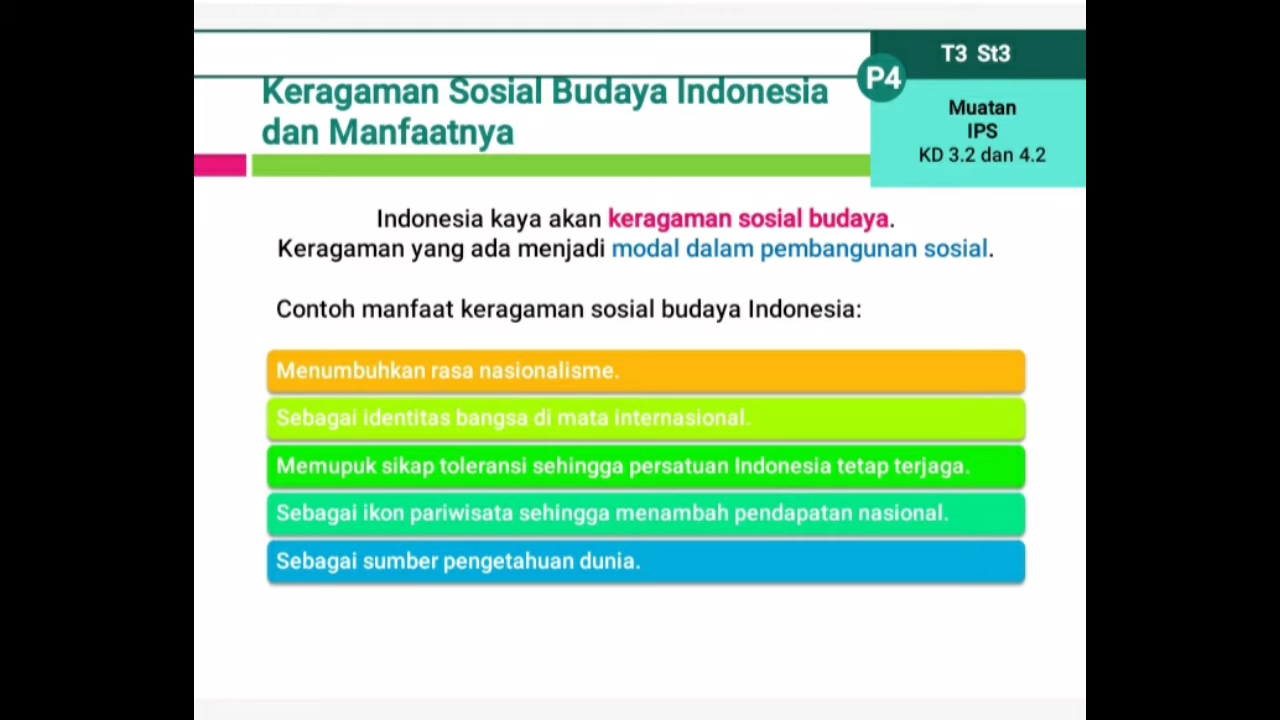 T3 St3
P4
Keragaman Sosial Budaya Indonesia
dan Manfaatnya
Muatan
IPS
KD 3.2 dan 4.2
Indonesia kaya akan keragaman sosial budaya.
Keragaman yang ada menjadi modal dalam pembangunan sosial.
Contoh manfaat keragaman sosial budaya Indonesia:
Menumbuhkan rasa nasionalisme.
Sebagai identitas bangsa di mata internasional.
Memupuk sikap toleransi sehingga persatuan Indonesia tetap terjaga.
Sebagai ikon pariwisata sehingga menambah pendapatan nasional.
Sebagai sumber pengetahuan dunia.